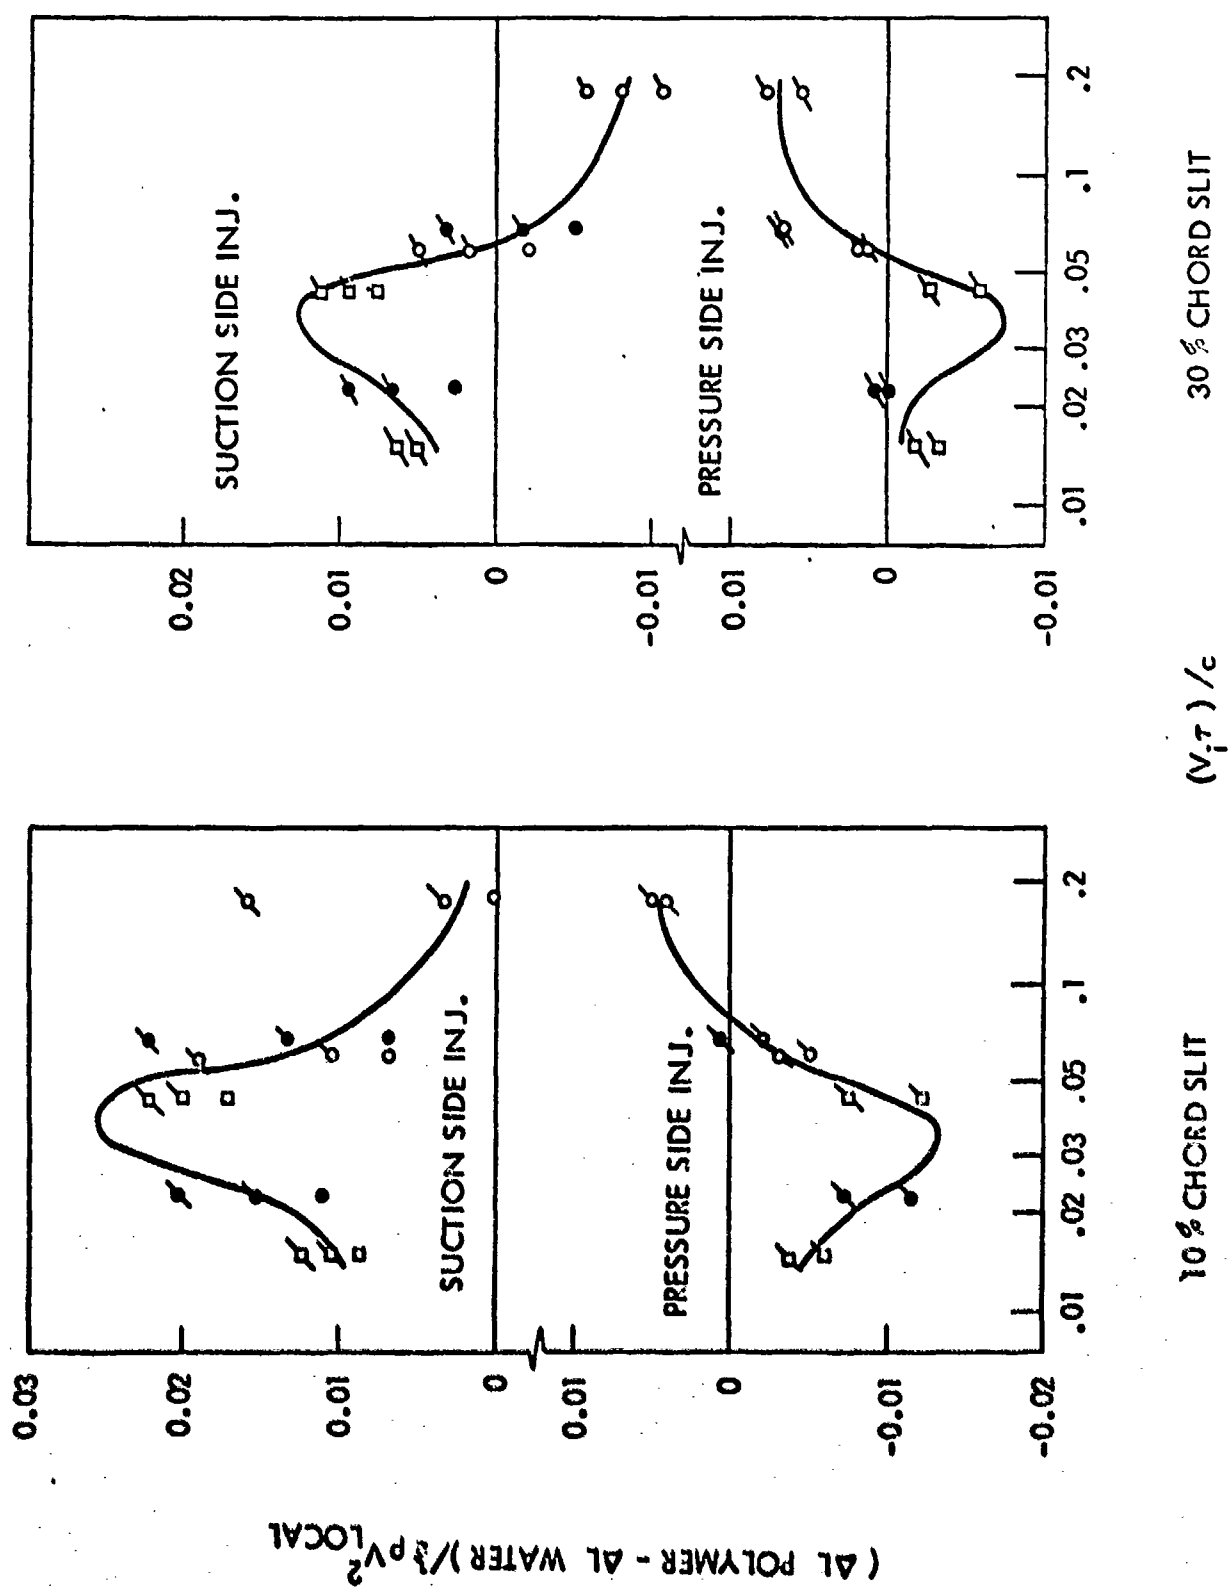 (ΔL POLYMER - ΔL WATER)/½ρV²LOCAL
0.03
0.02
0.01
0
0.01
0
-0.01
-0.02
SUCTION SIDE INJ.
PRESSURE SIDE INJ.
.01 .02 .03 .05 .1 .2
10% CHORD SLIT
0.02
0.01
0
-0.01
0.01
0
-0.01
SUCTION SIDE INJ.
PRESSURE SIDE INJ.
.01 .02 .03 .05 .1 .2
30% CHORD SLIT
(Viτ)/c